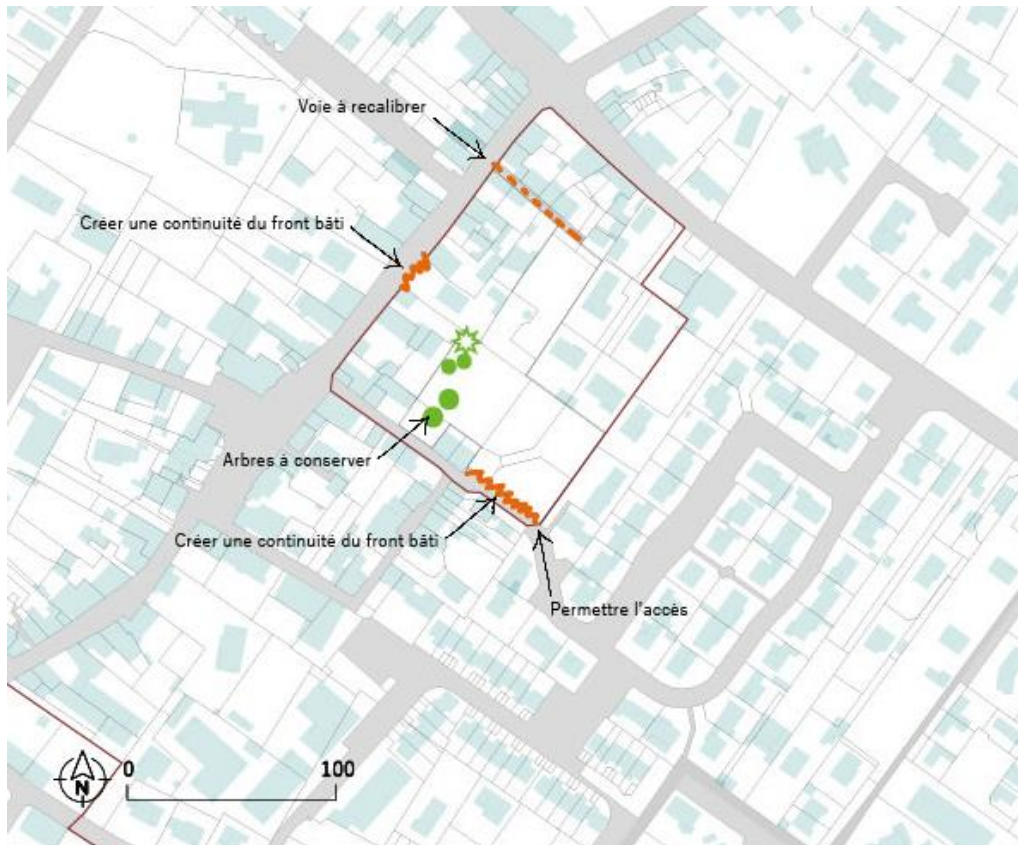 Voie à recalibrer
Créer une continuité du front bâti
Arbres à conserver
Créer une continuité du front bâti
Permettre l'accès
0 100
N